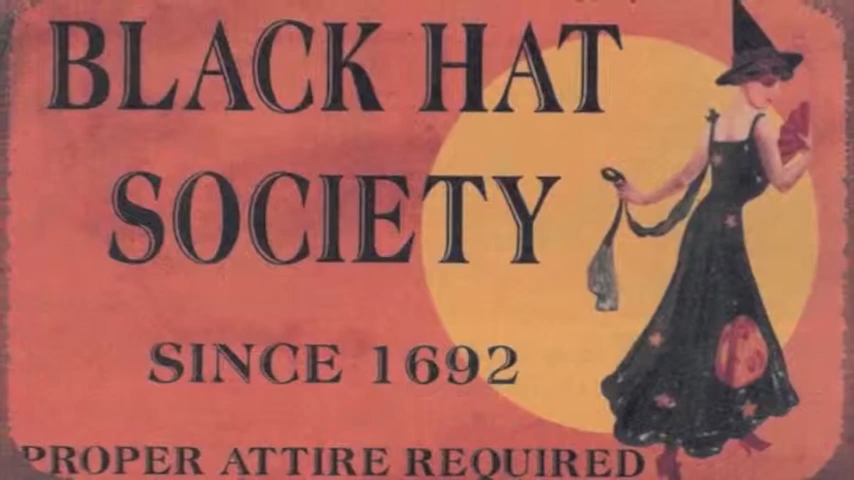 BLACK HAT
SOCIETY
SINCE 1692
PROPER ATTIRE REQUIRED